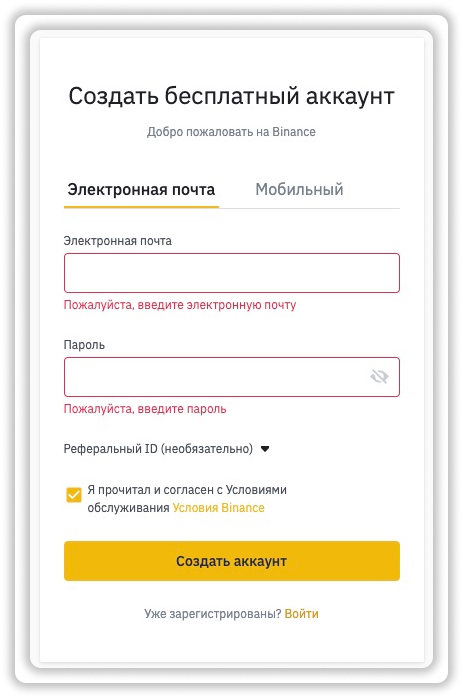 Создать бесплатный аккаунт
Добро пожаловать на Binance
Электронная почта Мобильный
Электронная почта
Пожалуйста, введите электронную почту
Пароль
Пожалуйста, введите пароль
Реферальный ID (необязательно)
Я прочитал и согласен с Условиями
обслуживания Условия Binance
Создать аккаунт
Уже зарегистрированы? Войти